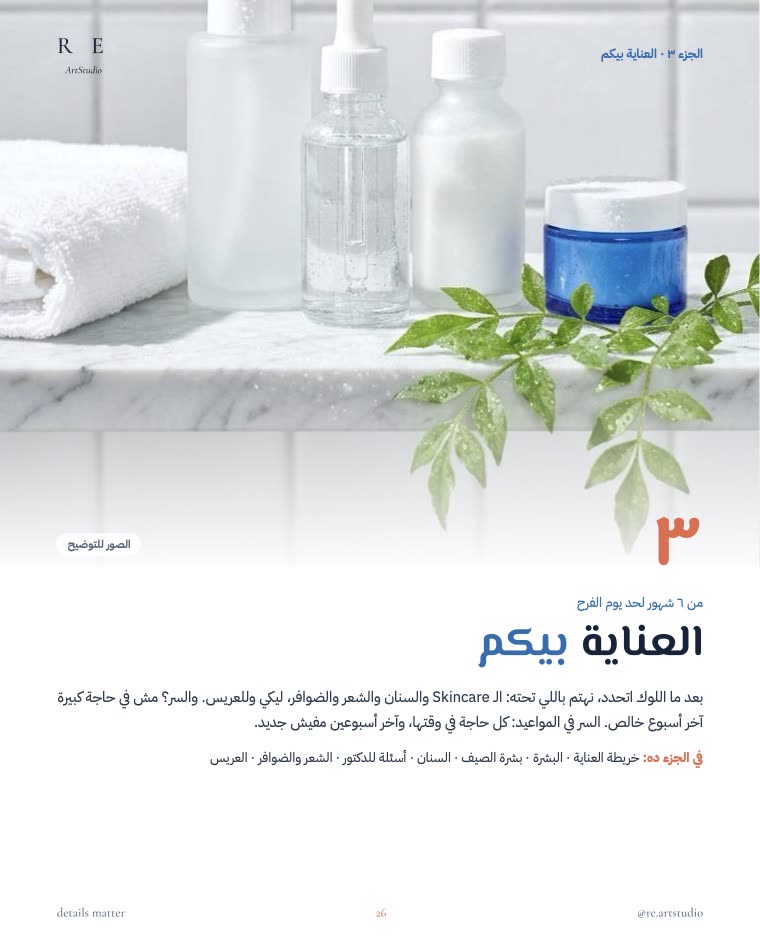 R E
ArtStudio
الجزء ٣ · العناية بيكم
الصور للتوضيح
٣
من ٦ شهور لحد يوم الفرح
العناية بيكم
بعد ما اللوك اتحدد، نهتم باللي تحته: الـ Skincare والسنان والشعر والضوافر، ليكي وللعريس. والسر؟ مش في حاجة كبيرة
آخر أسبوع خالص. السر في المواعيد: كل حاجة في وقتها، وآخر أسبوعين مفيش جديد.
في الجزء ده: خريطة العناية · البشرة · بشرة الصيف · السنان · أسئلة للدكتور · الشعر والضوافر · العريس
details matter
26
@re.artstudio